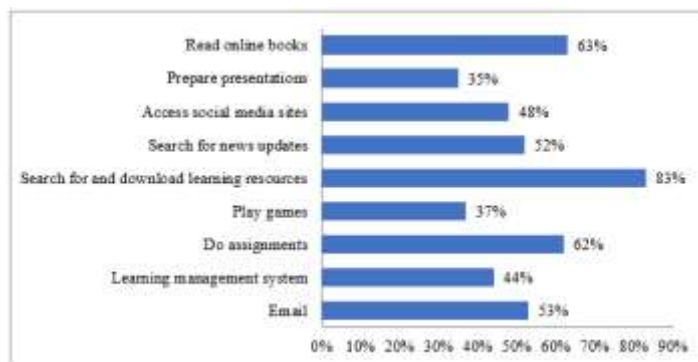 Read online books 63%
Prepare presentations 35%
Access social media sites 48%
Search for news updates 52%
Search for and download learning resources 83%
Play games 37%
Do assignments 62%
Learning management system 44%
Email 53%
0% 10% 20% 30% 40% 50% 60% 70% 80% 90%